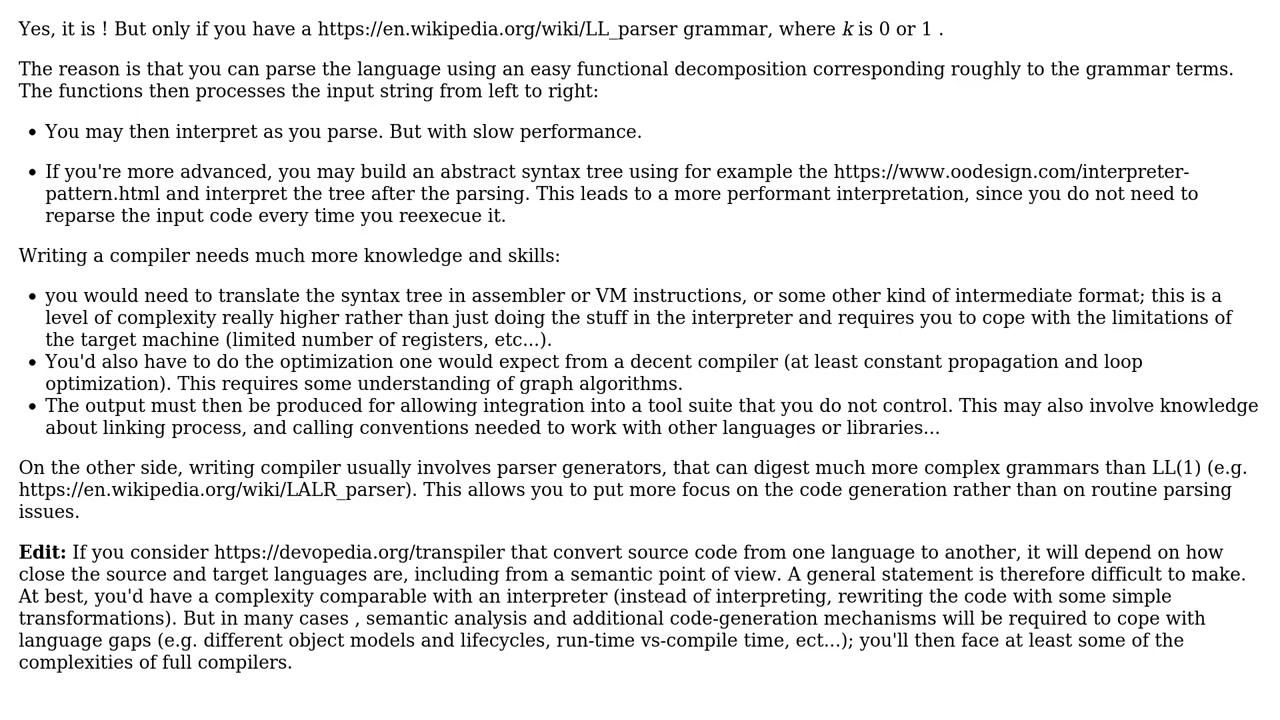 Yes, it is ! But only if you have a https://en.wikipedia.org/wiki/LL_parser grammar, where k is 0 or 1 .
The reason is that you can parse the language using an easy functional decomposition corresponding roughly to the grammar terms.
The functions then processes the input string from left to right:
• You may then interpret as you parse. But with slow performance.
• If you're more advanced, you may build an abstract syntax tree using for example the https://www.oodesign.com/interpreter-
pattern.html and interpret the tree after the parsing. This leads to a more performant interpretation, since you do not need to
reparse the input code every time you reexecue it.
Writing a compiler needs much more knowledge and skills:
• you would need to translate the syntax tree in assembler or VM instructions, or some other kind of intermediate format; this is a
level of complexity really higher rather than just doing the stuff in the interpreter and requires you to cope with the limitations of
the target machine (limited number of registers, etc...).
• You'd also have to do the optimization one would expect from a decent compiler (at least constant propagation and loop
optimization). This requires some understanding of graph algorithms.
• The output must then be produced for allowing integration into a tool suite that you do not control. This may also involve knowledge
about linking process, and calling conventions needed to work with other languages or libraries...
On the other side, writing compiler usually involves parser generators, that can digest much more complex grammars than LL(1) (e.g.
https://en.wikipedia.org/wiki/LALR_parser). This allows you to put more focus on the code generation rather than on routine parsing
issues.
Edit: If you consider https://devopedia.org/transpiler that convert source code from one language to another, it will depend on how
close the source and target languages are, including from a semantic point of view. A general statement is therefore difficult to make.
At best, you'd have a complexity comparable with an interpreter (instead of interpreting, rewriting the code with some simple
transformations). But in many cases , semantic analysis and additional code-generation mechanisms will be required to cope with
language gaps (e.g. different object models and lifecycles, run-time vs-compile time, ect...); you'll then face at least some of the
complexities of full compilers.